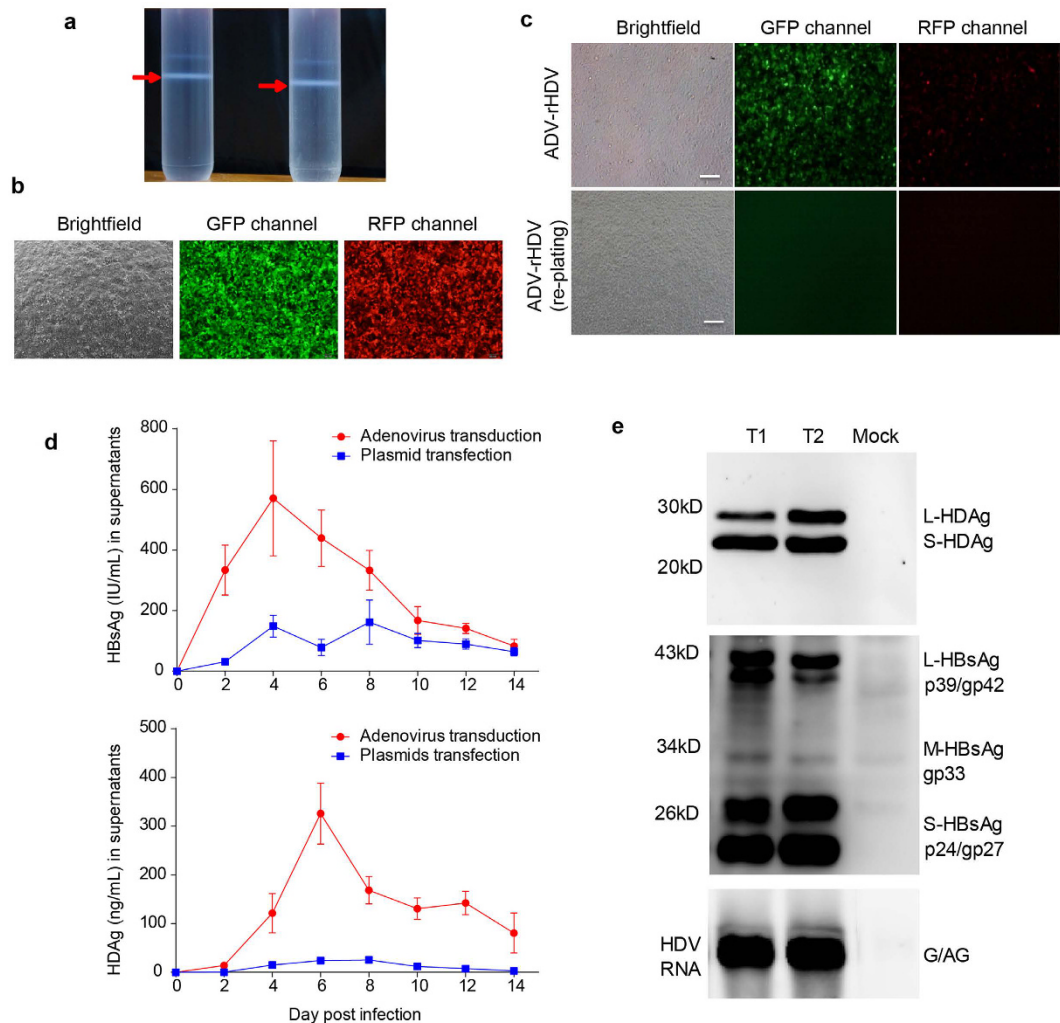 a
b
Brightfield GFP channel RFP channel
c
Brightfield GFP channel RFP channel
ADV-rHDV
ADV-rHDV
(re-plating)
d
HBsAg (IU/mL) in supernatants
800
600
400
200
0
Adenovirus transduction
Plasmid transfection
0 2 4 6 8 10 12 14
HDAg (ng/mL) in supernatants
500
400
300
200
100
0
Adenovirus transduction
Plasmids transfection
0 2 4 6 8 10 12 14
Day post infection
e
T1 T2 Mock
30kD
20kD
L-HDAg
S-HDAg
43kD
34kD
26kD
L-HBsAg
p39/gp42
M-HBsAg
gp33
S-HBsAg
p24/gp27
HDV
RNA
G/AG